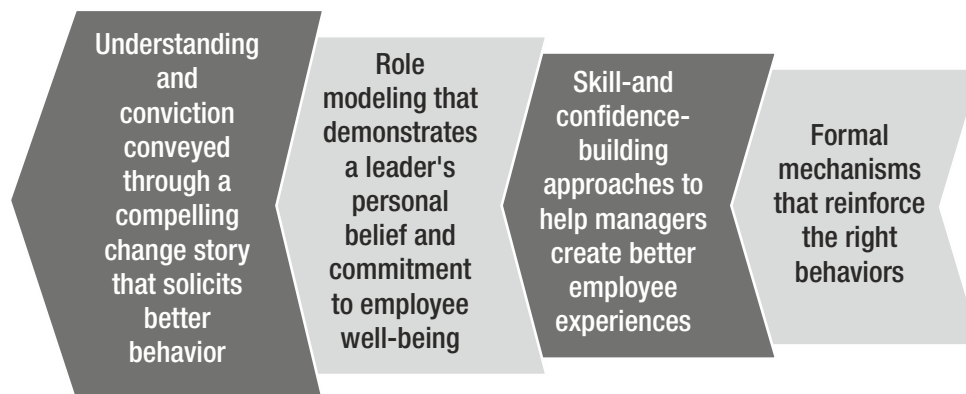 Understanding
and
conviction
conveyed
through a
compelling
change story
that solicits
better
behavior
Role
modeling that
demonstrates
a leader's
personal
belief and
commitment
to employee
well-being
Skill-and
confidence-
building
approaches to
help managers
create better
employee
experiences
Formal
mechanisms
that reinforce
the right
behaviors